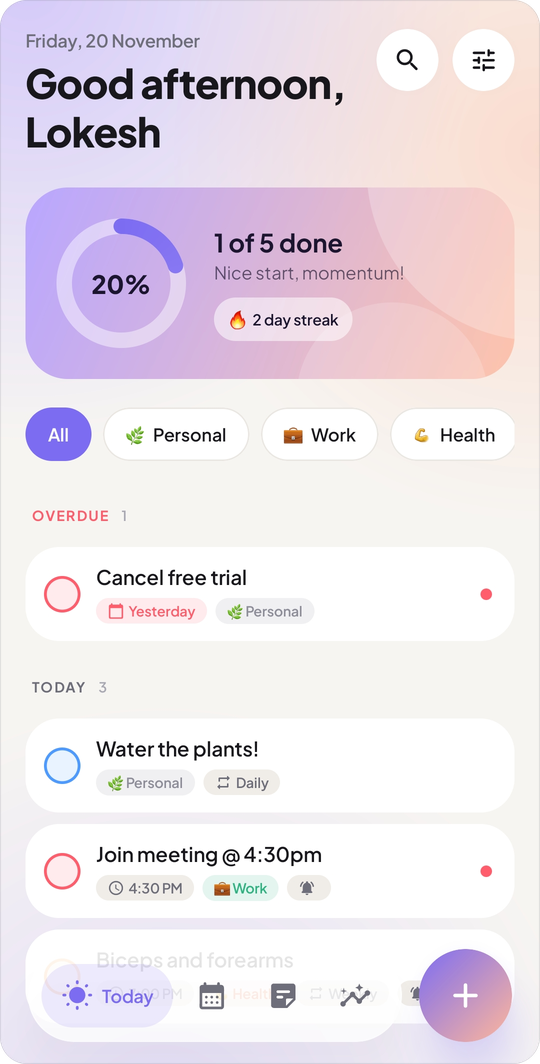 Friday, 20 November
Good afternoon,
Lokesh
20%
1 of 5 done
Nice start, momentum!
🔥 2 day streak
All
🌿 Personal
💼 Work
💪 Health
OVERDUE 1
Cancel free trial
Yesterday
🌿 Personal
TODAY 3
Water the plants!
🌿 Personal
Daily
Join meeting @ 4:30pm
4:30 PM
💼 Work
Biceps and forearms
Today